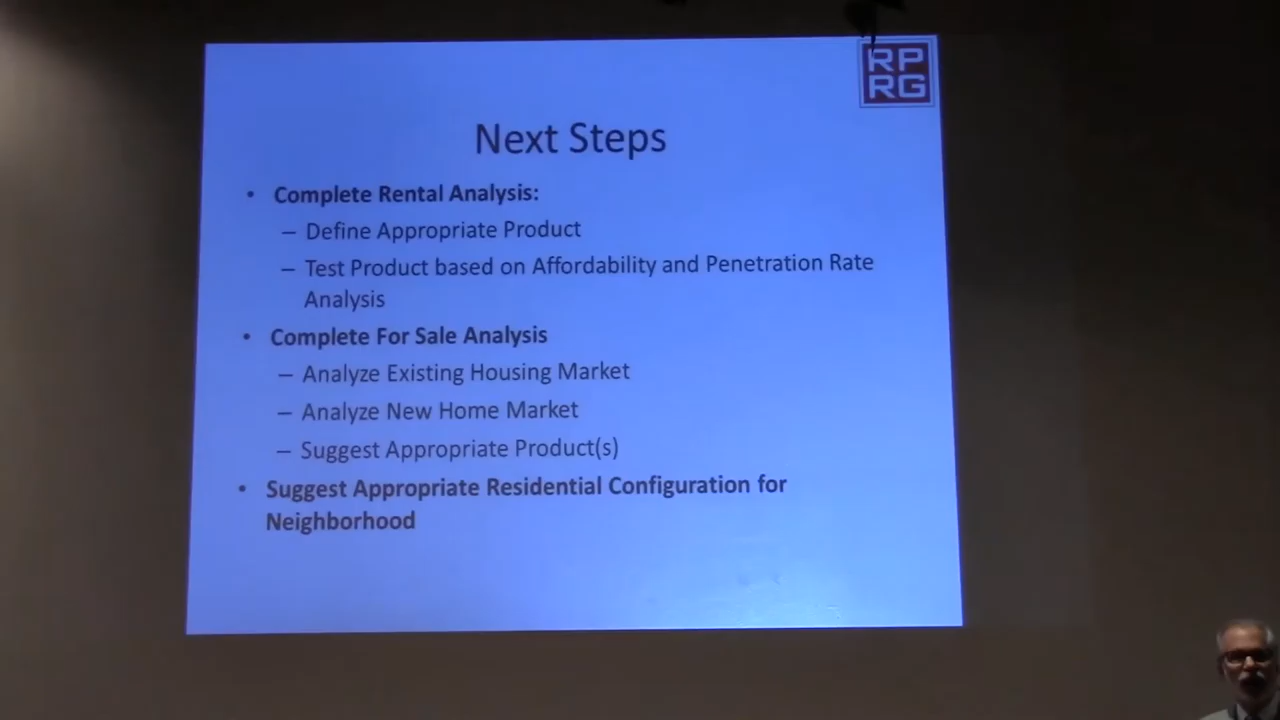 RP
RG
Next Steps
• Complete Rental Analysis:
– Define Appropriate Product
– Test Product based on Affordability and Penetration Rate
Analysis
• Complete For Sale Analysis
– Analyze Existing Housing Market
– Analyze New Home Market
– Suggest Appropriate Product(s)
• Suggest Appropriate Residential Configuration for
Neighborhood